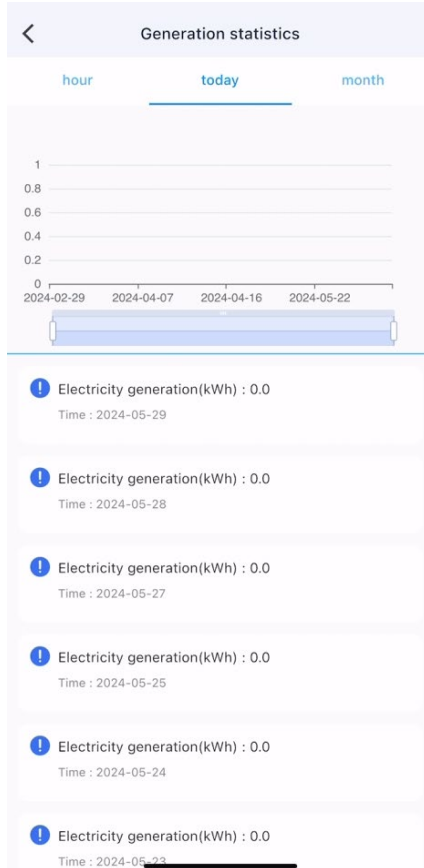 Generation statistics
hour today month
1
0.8
0.6
0.4
0.2
0
2024-02-29 2024-04-07 2024-04-16 2024-05-22
Electricity generation(kWh) : 0.0
Time : 2024-05-29
Electricity generation(kWh) : 0.0
Time : 2024-05-28
Electricity generation(kWh) : 0.0
Time : 2024-05-27
Electricity generation(kWh) : 0.0
Time : 2024-05-25
Electricity generation(kWh) : 0.0
Time : 2024-05-24
Electricity generation(kWh) : 0.0
Time : 2024-05-23